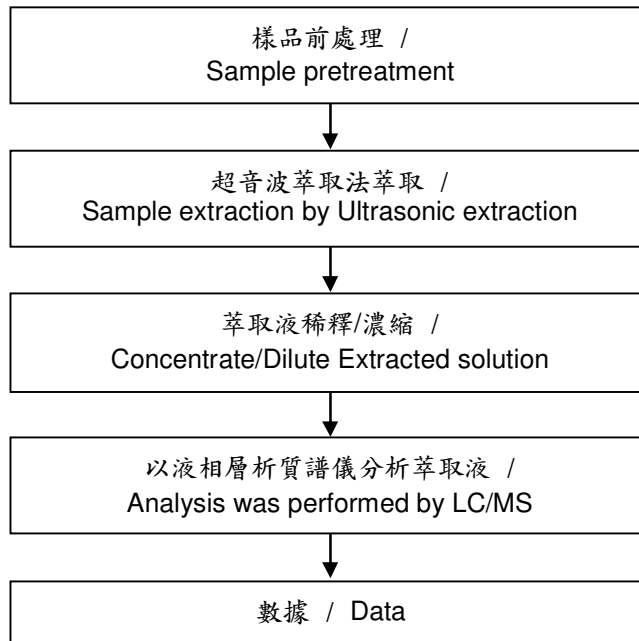 樣品前處理 /
Sample pretreatment
超音波萃取法萃取 /
Sample extraction by Ultrasonic extraction
萃取液稀釋/濃縮 /
Concentrate/Dilute Extracted solution
以液相層析質譜儀分析萃取液 /
Analysis was performed by LC/MS
數據 / Data